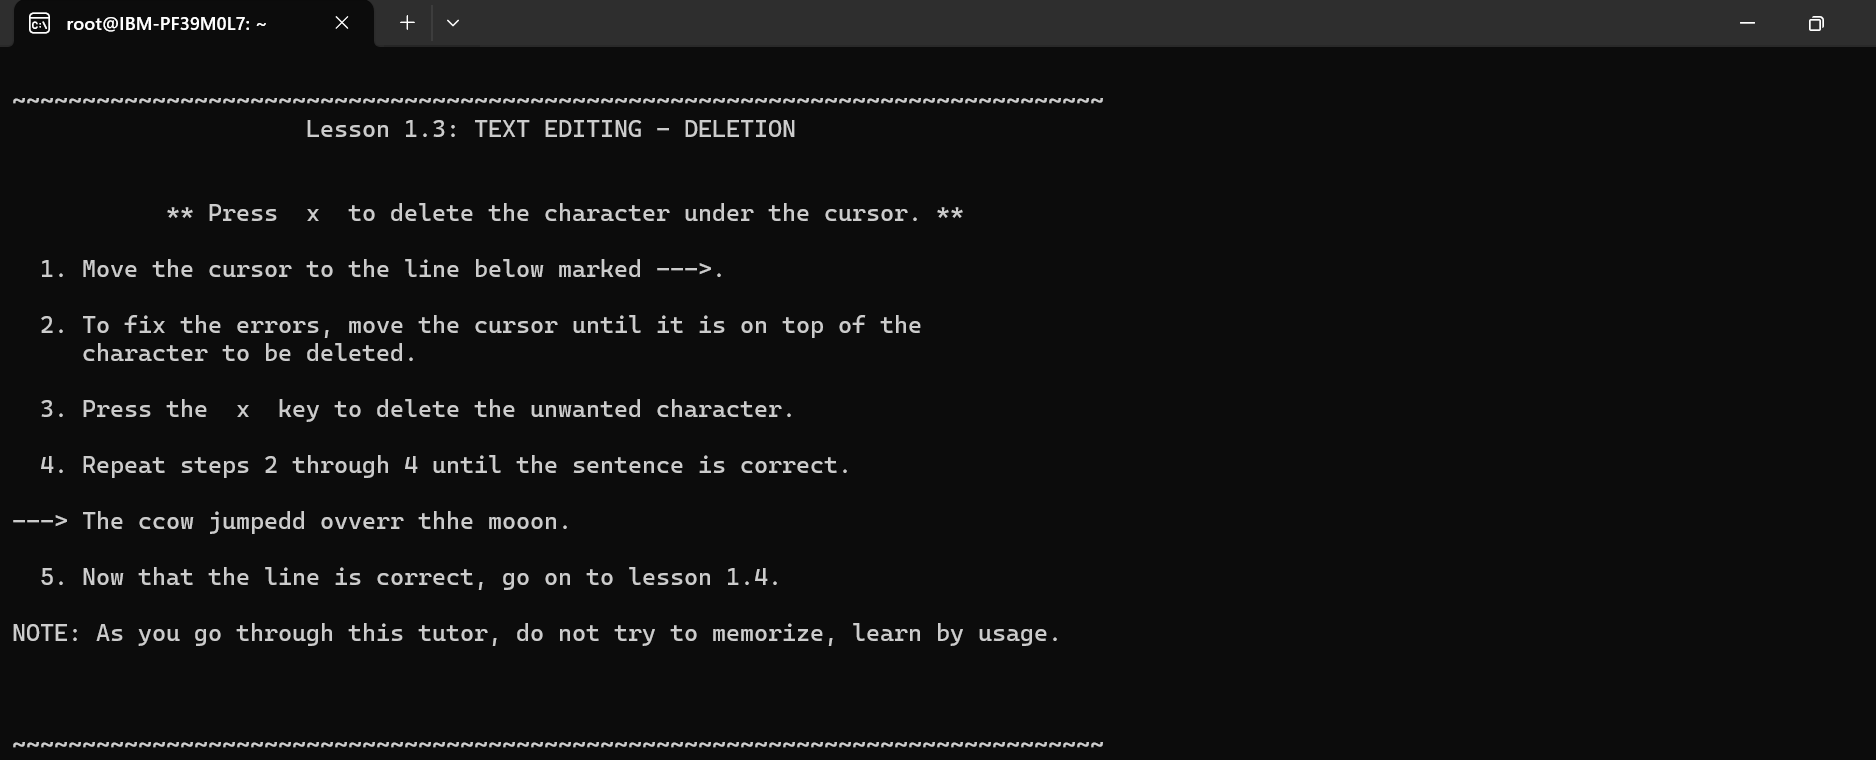 root@IBM-PF39M0L7: ~
~~~~~~~~~~~~~~~~~~~~~~~~~~~~~~~~~~~~~~~~~~~~~~~~~~~~~~~~~~~~~~~~~~~~~~~~~~~~~~
Lesson 1.3: TEXT EDITING - DELETION
** Press  x  to delete the character under the cursor. **
1. Move the cursor to the line below marked --->.
2. To fix the errors, move the cursor until it is on top of the
character to be deleted.
3. Press the  x  key to delete the unwanted character.
4. Repeat steps 2 through 4 until the sentence is correct.
---> The ccow jumpedd ovverr thhe mooon.
5. Now that the line is correct, go on to lesson 1.4.
NOTE: As you go through this tutor, do not try to memorize, learn by usage.
~~~~~~~~~~~~~~~~~~~~~~~~~~~~~~~~~~~~~~~~~~~~~~~~~~~~~~~~~~~~~~~~~~~~~~~~~~~~~~